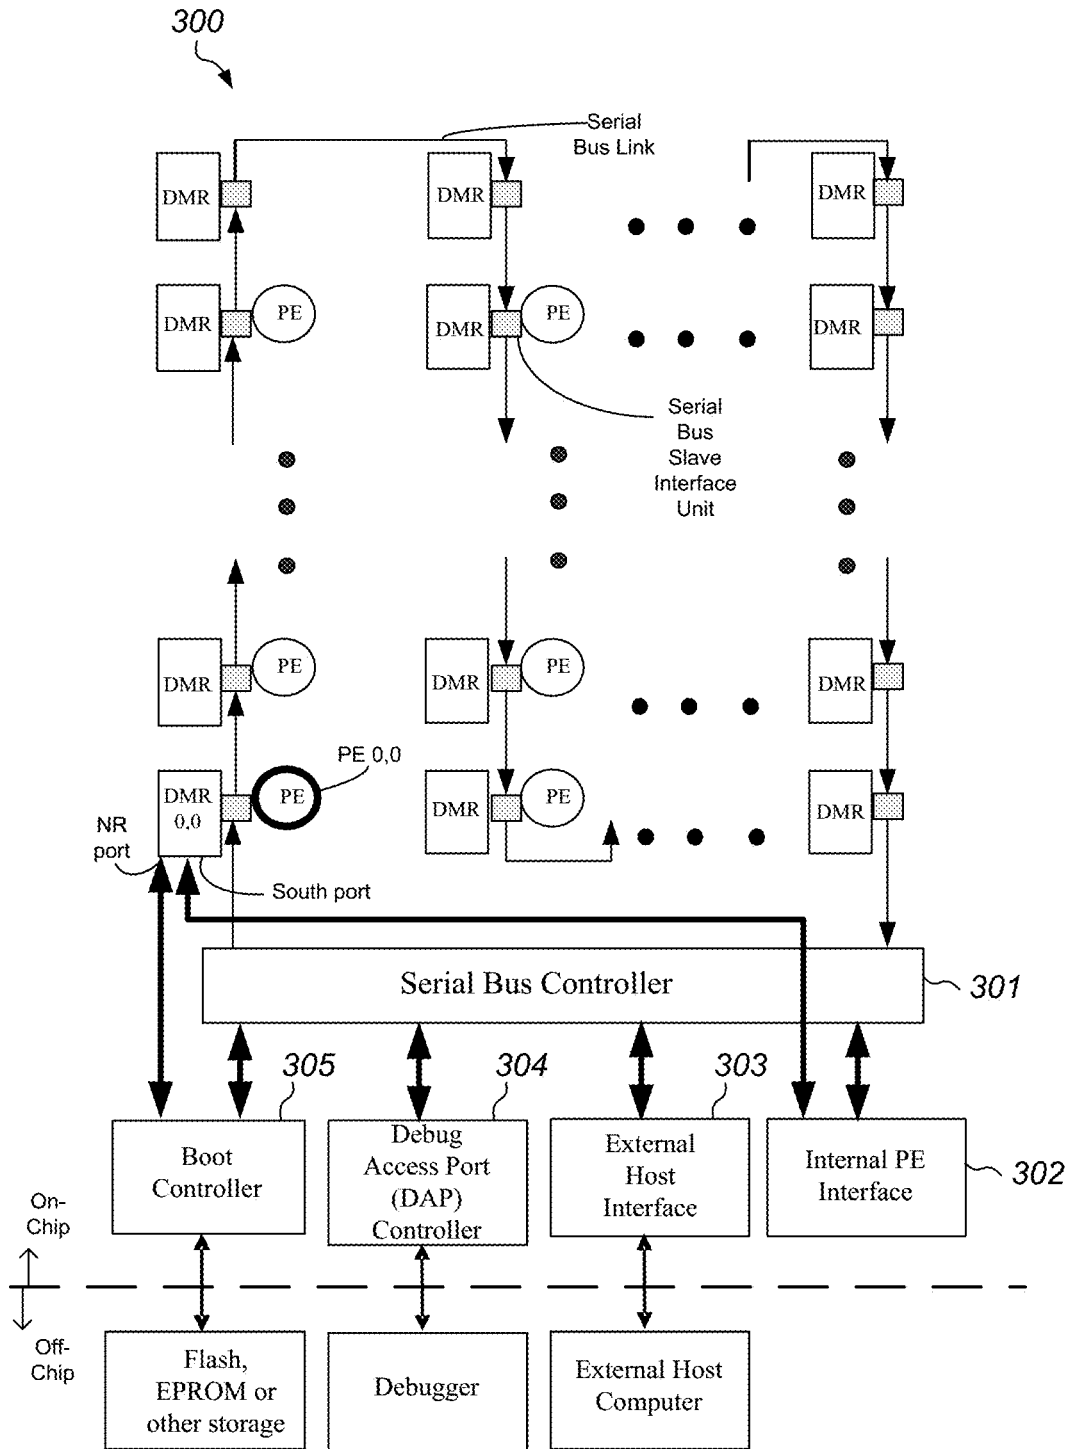 300
Serial
Bus Link
DMR
DMR
DMR
DMR
PE
DMR
PE
DMR
Serial
Bus
Slave
Interface
Unit
DMR
PE
DMR
PE
DMR
PE 0,0
DMR
0,0
PE
DMR
PE
DMR
NR
port
South port
Serial Bus Controller
301
305
304
303
302
Boot
Controller
Debug
Access Port
(DAP)
Controller
External
Host
Interface
Internal PE
Interface
On-
Chip
Off-
Chip
Flash,
EPROM or
other storage
Debugger
External Host
Computer